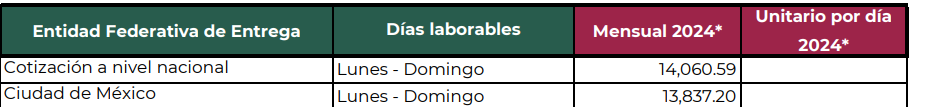 Entidad Federativa de Entrega Días laborables Mensual 2024* Unitario por día 2024*
Cotización a nivel nacional Lunes - Domingo 14,060.59
Ciudad de México Lunes - Domingo 13,837.20